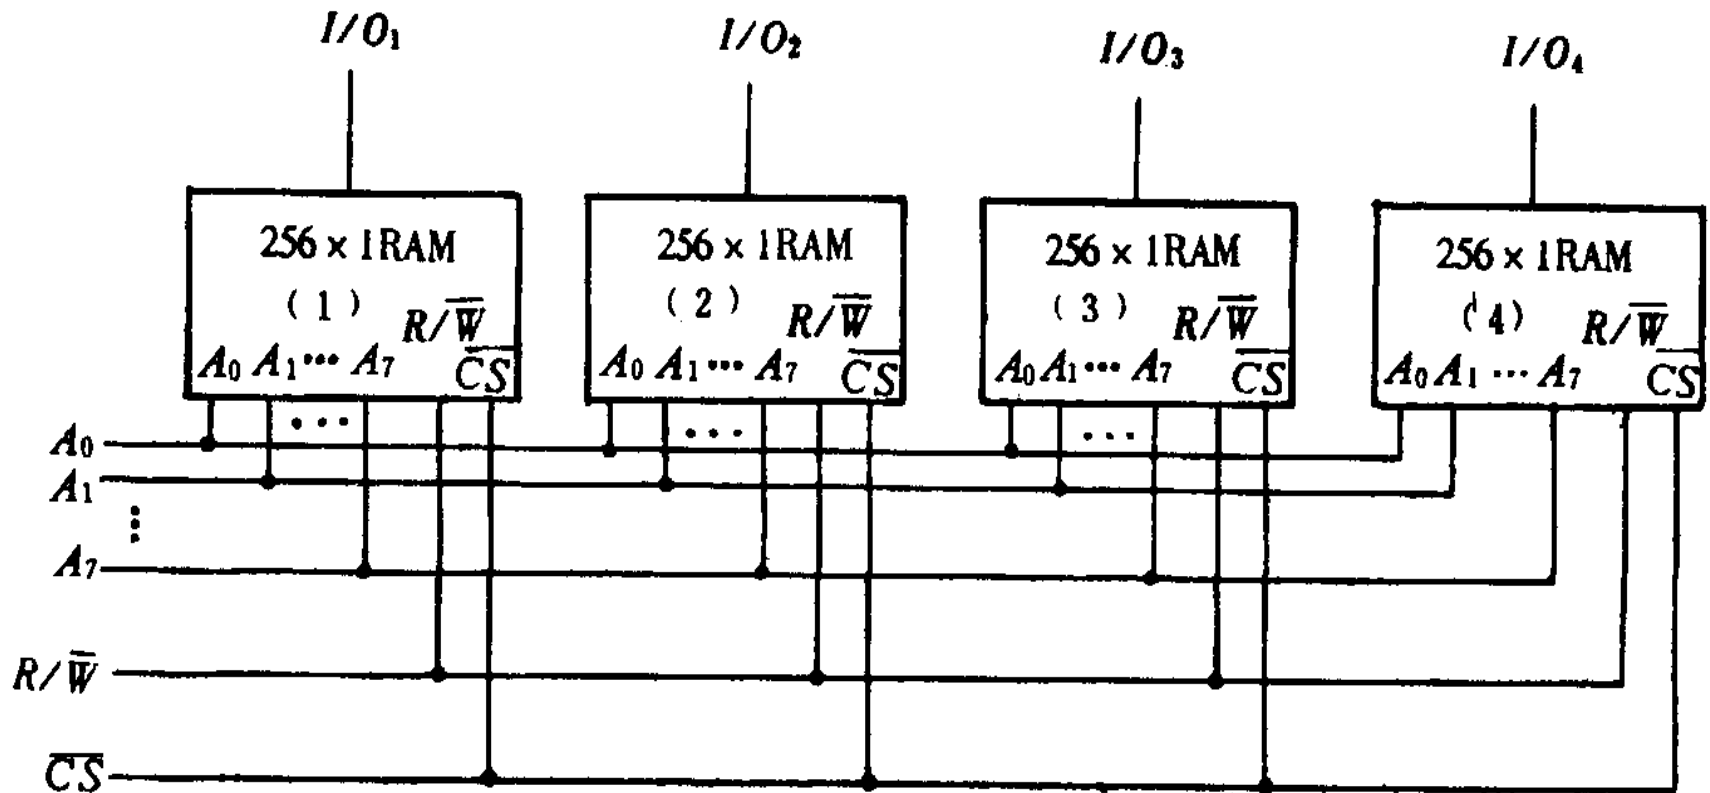 I/O₁ I/O₂ I/O₃ I/O₄
256 × 1RAM 256 × 1RAM 256 × 1RAM 256 × 1RAM
(1) (2) (3) (4)
R/W̅ R/W̅ R/W̅ R/W̅
A₀ A₁ ··· A₇ C̅S̅ A₀ A₁ ··· A₇ C̅S̅ A₀ A₁ ··· A₇ C̅S̅ A₀ A₁ ··· A₇ C̅S̅
··· ··· ···
A₀
A₁
⋮
A₇
R/W̅
C̅S̅